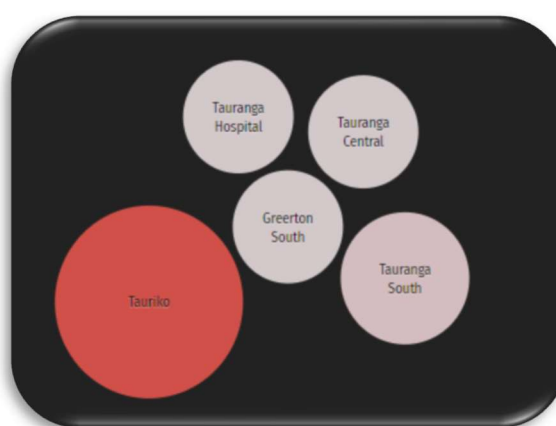 Tauranga
Hospital
Tauranga
Central
Greerton
South
Tauranga
South
Tauriko